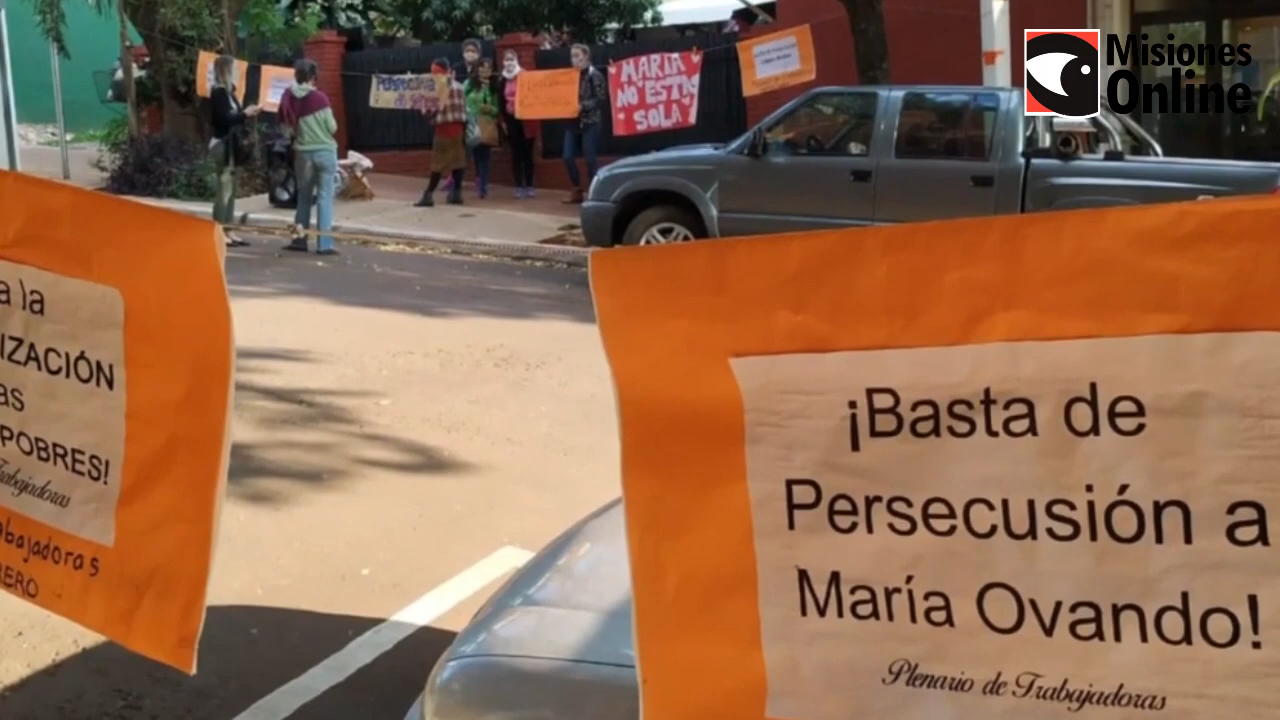 Misiones
Online
MARIA
NO ESTA
SOLA
a la
IZACIÓN
as
POBRES!
Trabajadoras
abajadoras
RERO
¡Basta de
Persecusión a
María Ovando!
Plenario de Trabajadoras